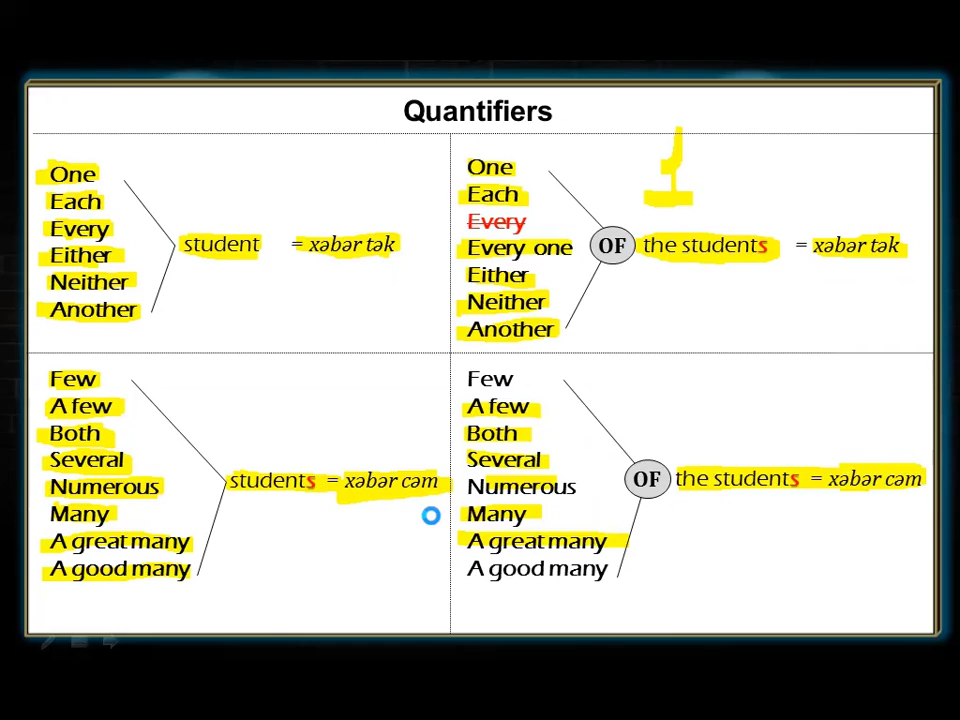 Quantifiers
One
Each
Every
Either
Neither
Another
student = xəbər tək
One
Each
Every
Every one
Either
Neither
Another
OF the students = xəbər tək
Few
A few
Both
Several
Numerous
Many
A great many
A good many
students = xəbər cəm
Few
A few
Both
Several
Numerous
Many
A great many
A good many
OF the students = xəbər cəm